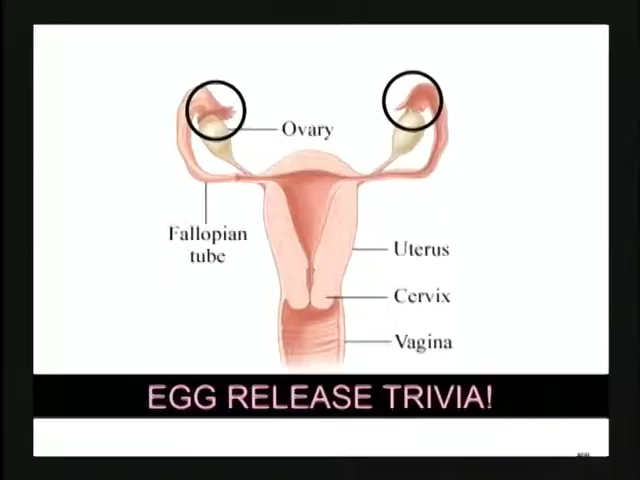 Ovary
Fallopian
tube
Uterus
Cervix
Vagina
EGG RELEASE TRIVIA!